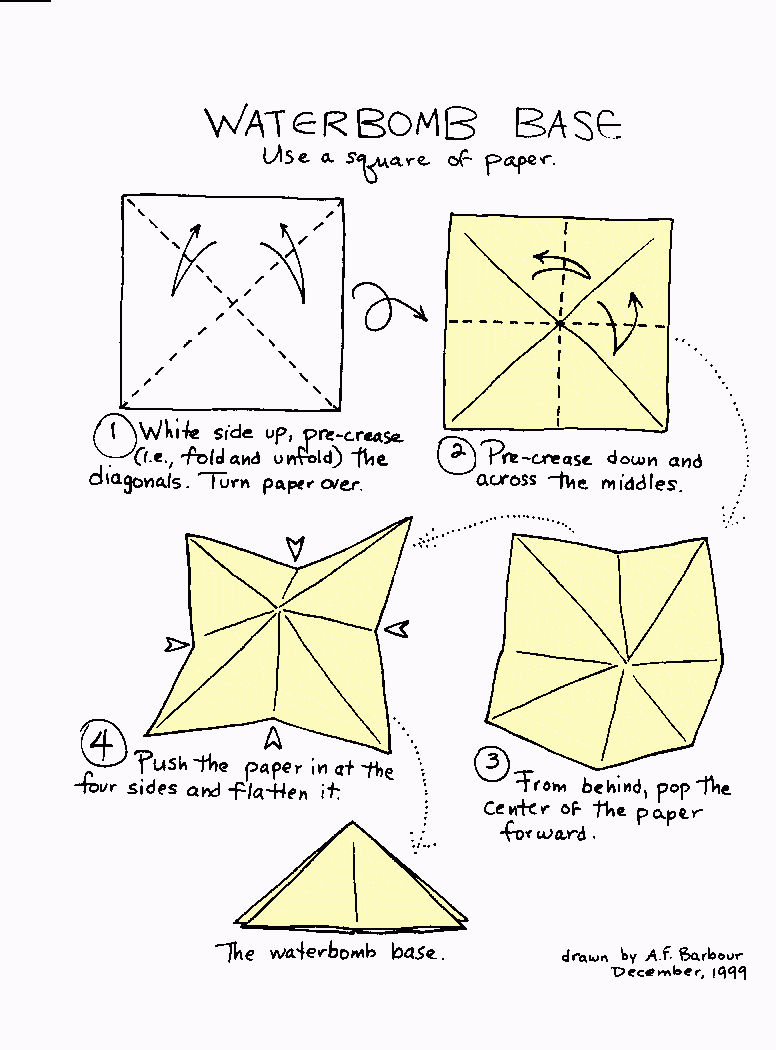 WATERBOMB BASE
Use a square of paper.
1 White side up, pre-crease
(i.e., fold and unfold) the
diagonals. Turn paper over.
2 Pre-crease down and
across the middles.
4 Push the paper in at the
four sides and flatten it.
3 From behind, pop the
center of the paper
forward.
The waterbomb base.
drawn by A.F. Barbour
December, 1999